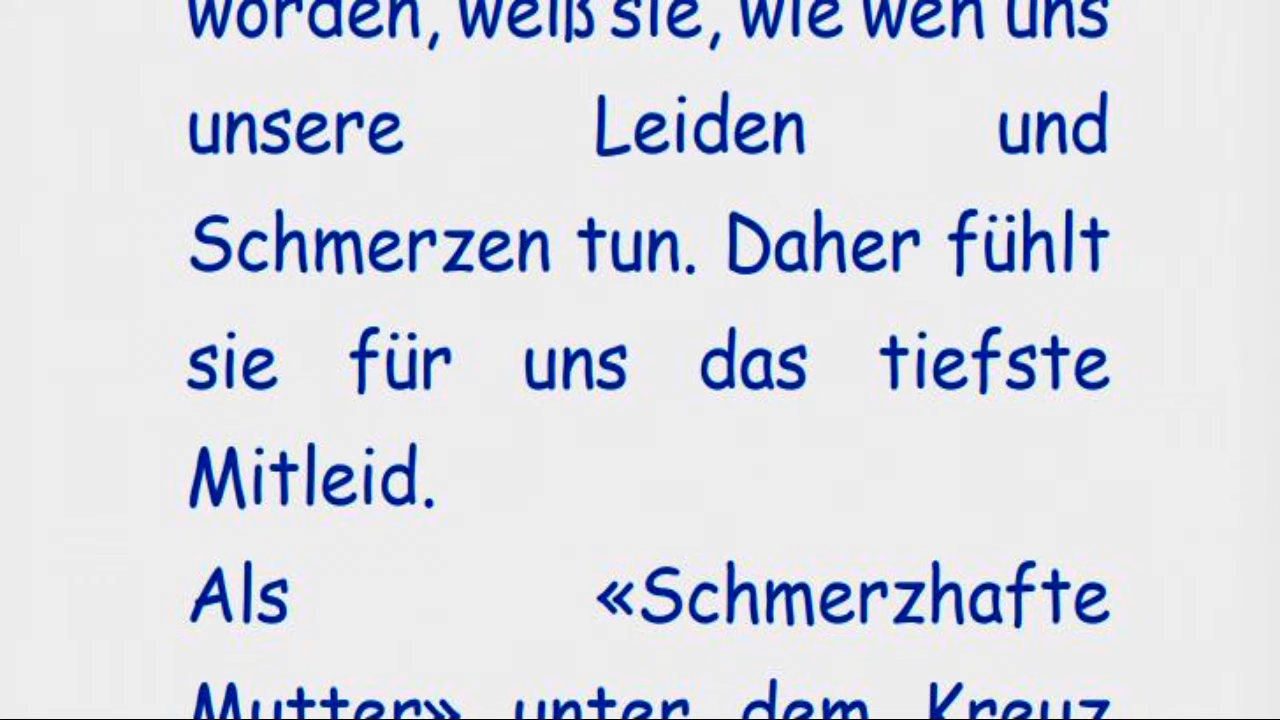 worden, weiß sie, wie weh uns
unsere Leiden und
Schmerzen tun. Daher fühlt
sie für uns das tiefste
Mitleid.
Als «Schmerzhafte
Mutter» unter dem Kreuz